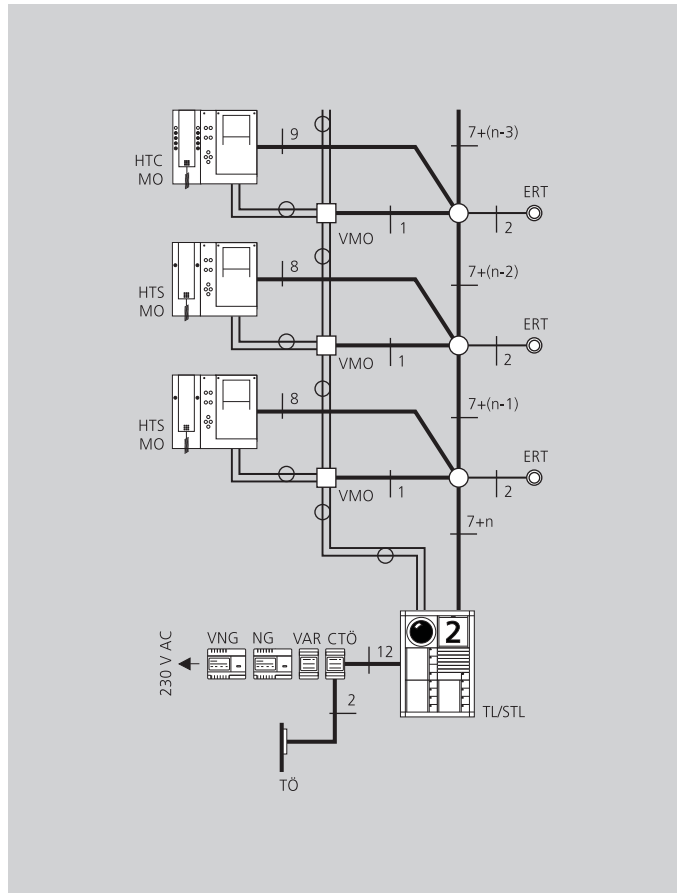 9
7+(n-3)
HTC
MO
ERT
VMO
1
2
8
7+(n-2)
HTS
MO
ERT
VMO
1
2
8
7+(n-1)
HTS
MO
ERT
VMO
1
2
7+n
230 V AC
VNG NG VAR CTÖ
12
2
2
TL/STL
TÖ